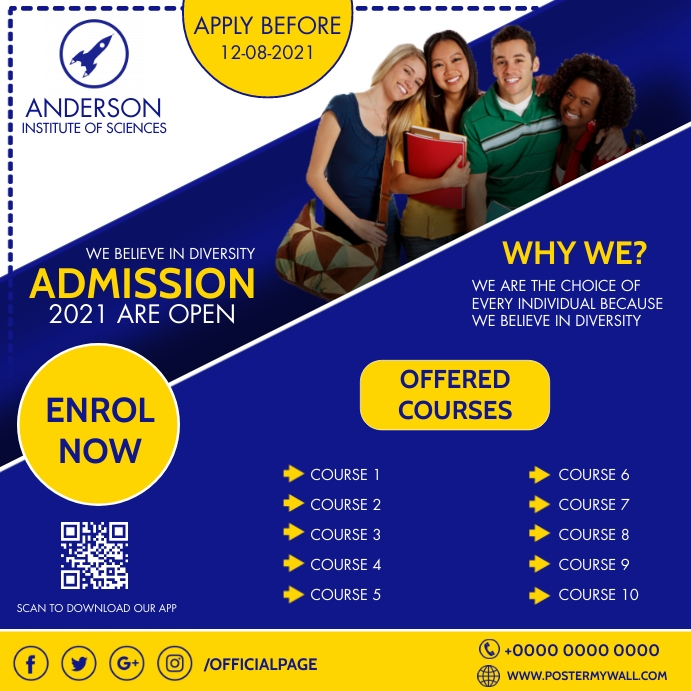 APPLY BEFORE
12-08-2021
ANDERSON
INSTITUTE OF SCIENCES
WE BELIEVE IN DIVERSITY
ADMISSION
2021 ARE OPEN
WHY WE?
WE ARE THE CHOICE OF
EVERY INDIVIDUAL BECAUSE
WE BELIEVE IN DIVERSITY
ENROL
NOW
OFFERED
COURSES
COURSE 1
COURSE 2
COURSE 3
COURSE 4
COURSE 5
COURSE 6
COURSE 7
COURSE 8
COURSE 9
COURSE 10
SCAN TO DOWNLOAD OUR APP
f
G+
/OFFICIALPAGE
+0000 0000 0000
WWW.POSTERMYWALL.COM